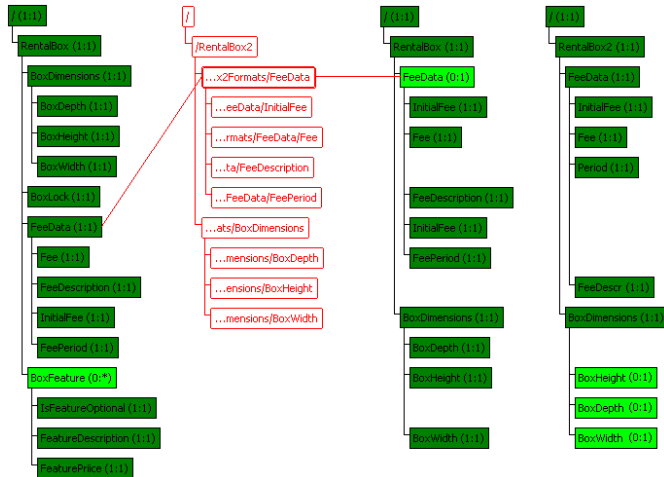 / (1:1)
RentalBox (1:1)
BoxDimensions (1:1)
BoxDepth (1:1)
BoxHeight (1:1)
BoxWidth (1:1)
BoxLock (1:1)
FeeData (1:1)
Fee (1:1)
FeeDescription (1:1)
InitialFee (1:1)
FeePeriod (1:1)
BoxFeature (0:*)
IsFeatureOptional (1:1)
FeatureDescription (1:1)
FeaturePriice (1:1)
/
/RentalBox2
...x2Formats/FeeData
...eeData/InitialFee
...rmats/FeeData/Fee
...ta/FeeDescription
...FeeData/FeePeriod
...ats/BoxDimensions
...mensions/BoxDepth
...ensions/BoxHeight
...mensions/BoxWidth
/ (1:1)
RentalBox (1:1)
FeeData (0:1)
InitialFee (1:1)
Fee (1:1)
FeeDescription (1:1)
InitialFee (1:1)
FeePeriod (1:1)
BoxDimensions (1:1)
BoxDepth (1:1)
BoxHeight (1:1)
BoxWidth (1:1)
/ (1:1)
RentalBox2 (1:1)
FeeData (1:1)
InitialFee (1:1)
Fee (1:1)
Period (1:1)
FeeDescr (1:1)
BoxDimensions (1:1)
BoxHeight (0:1)
BoxDepth (0:1)
BoxWidth (0:1)